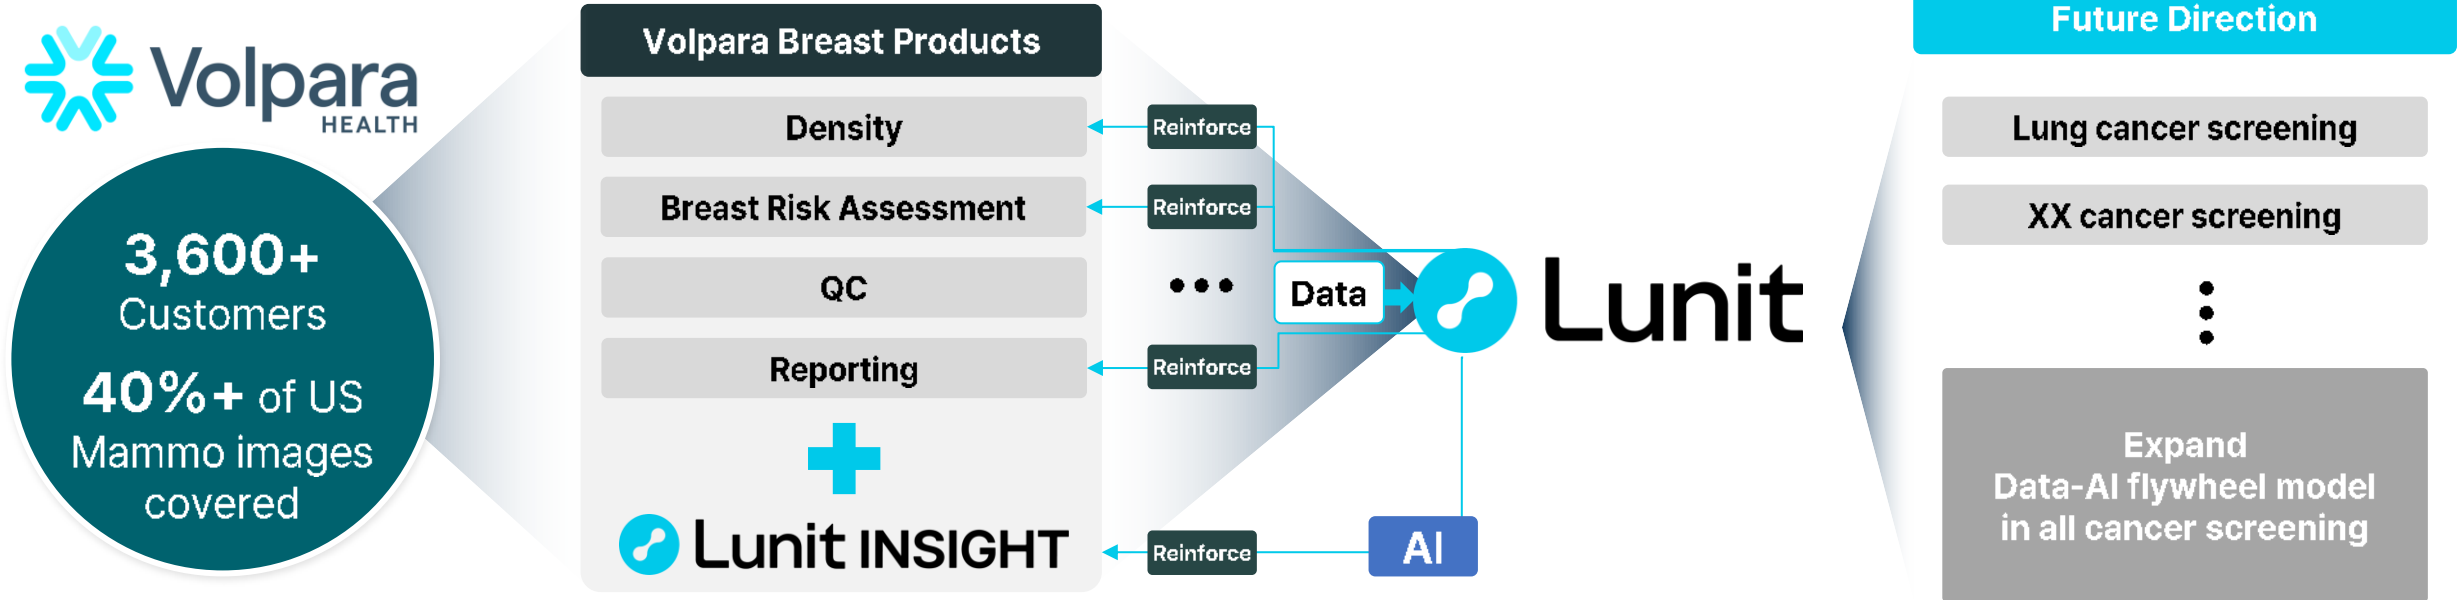 Volpara
HEALTH
3,600+
Customers
40%+ of US
Mammo images
covered
Volpara Breast Products
Density
Breast Risk Assessment
QC
Reporting
Lunit INSIGHT
Reinforce
Reinforce
Reinforce
Reinforce
Data
AI
Lunit
Future Direction
Lung cancer screening
XX cancer screening
Expand
Data-AI flywheel model
in all cancer screening